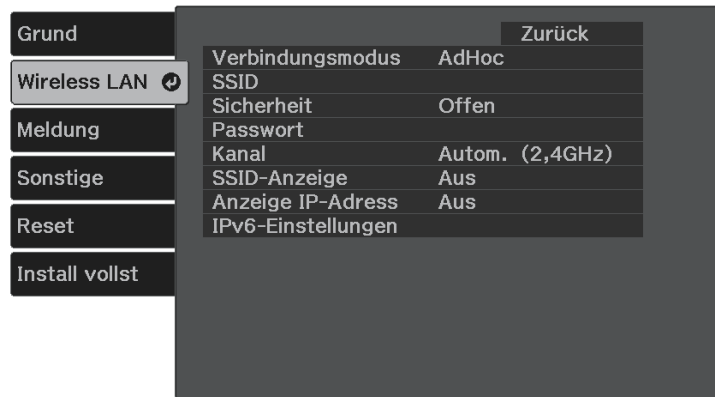 Grund
Wireless LAN
Meldung
Sonstige
Reset
Install vollst
Zurück
Verbindungsmodus AdHoc
SSID
Sicherheit Offen
Passwort
Kanal Autom. (2,4GHz)
SSID-Anzeige Aus
Anzeige IP-Adress Aus
IPv6-Einstellungen